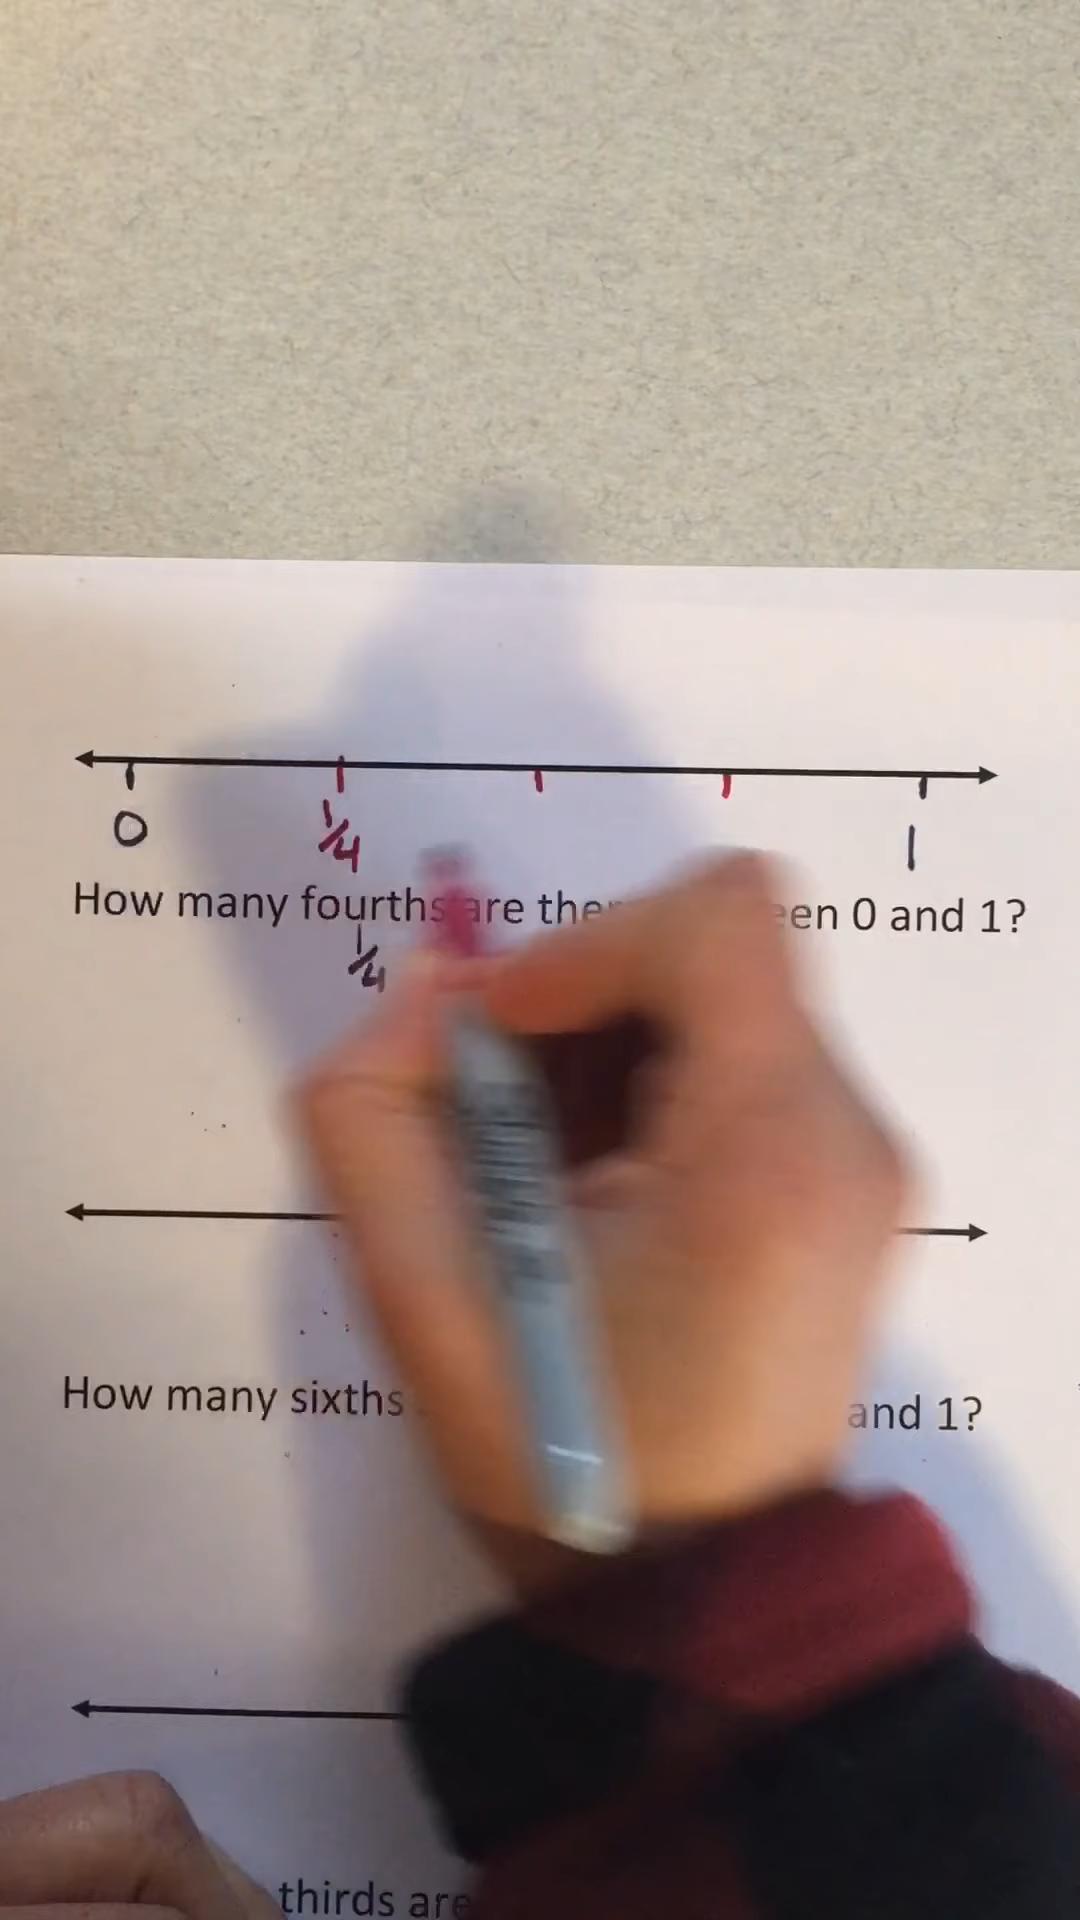 0 1/4 1
How many fourths are een 0 and 1?
1/4
How many sixths and 1?
thirds are